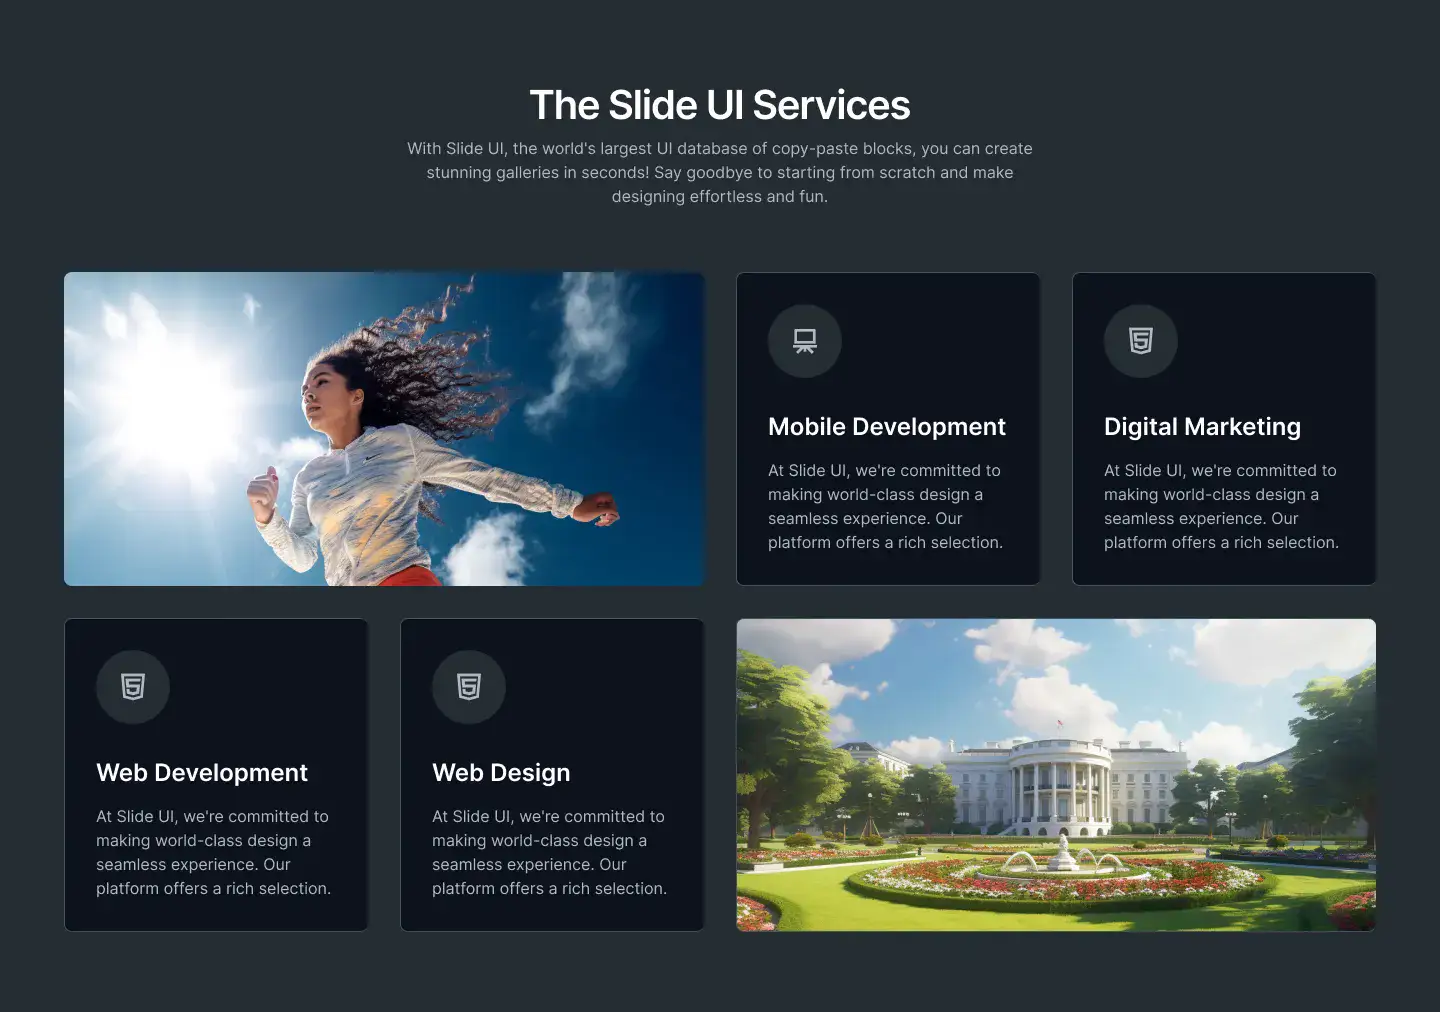 The Slide UI Services
With Slide UI, the world's largest UI database of copy-paste blocks, you can create
stunning galleries in seconds! Say goodbye to starting from scratch and make
designing effortless and fun.
Mobile Development
At Slide UI, we're committed to
making world-class design a
seamless experience. Our
platform offers a rich selection.
Digital Marketing
At Slide UI, we're committed to
making world-class design a
seamless experience. Our
platform offers a rich selection.
Web Development
At Slide UI, we're committed to
making world-class design a
seamless experience. Our
platform offers a rich selection.
Web Design
At Slide UI, we're committed to
making world-class design a
seamless experience. Our
platform offers a rich selection.